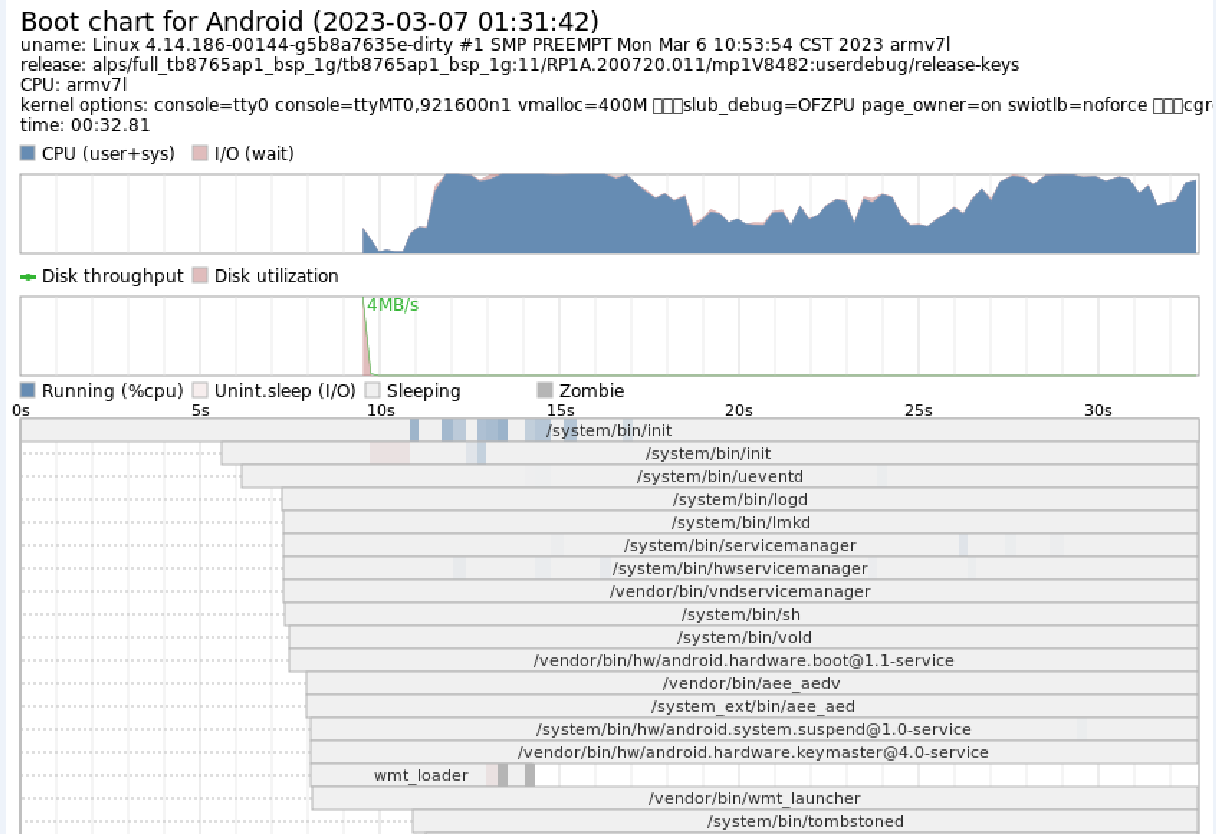 Boot chart for Android (2023-03-07 01:31:42)
uname: Linux 4.14.186-00144-g5b8a7635e-dirty #1 SMP PREEMPT Mon Mar 6 10:53:54 CST 2023 armv7l
release: alps/full_tb8765ap1_bsp_1g/tb8765ap1_bsp_1g:11/RP1A.200720.011/mp1V8482:userdebug/release-keys
CPU: armv7l
kernel options: console=tty0 console=ttyMT0,921600n1 vmalloc=400M □□□slub_debug=OFZPU page_owner=on swiotlb=noforce □□□cgr
time: 00:32.81
CPU (user+sys) I/O (wait)
Disk throughput Disk utilization
4MB/s
Running (%cpu) Unint.sleep (I/O) Sleeping Zombie
0s 5s 10s 15s 20s 25s 30s
/system/bin/init
/system/bin/init
/system/bin/ueventd
/system/bin/logd
/system/bin/lmkd
/system/bin/servicemanager
/system/bin/hwservicemanager
/vendor/bin/vndservicemanager
/system/bin/sh
/system/bin/vold
/vendor/bin/hw/android.hardware.boot@1.1-service
/vendor/bin/aee_aedv
/system_ext/bin/aee_aed
/system/bin/hw/android.system.suspend@1.0-service
/vendor/bin/hw/android.hardware.keymaster@4.0-service
wmt_loader
/vendor/bin/wmt_launcher
/system/bin/tombstoned